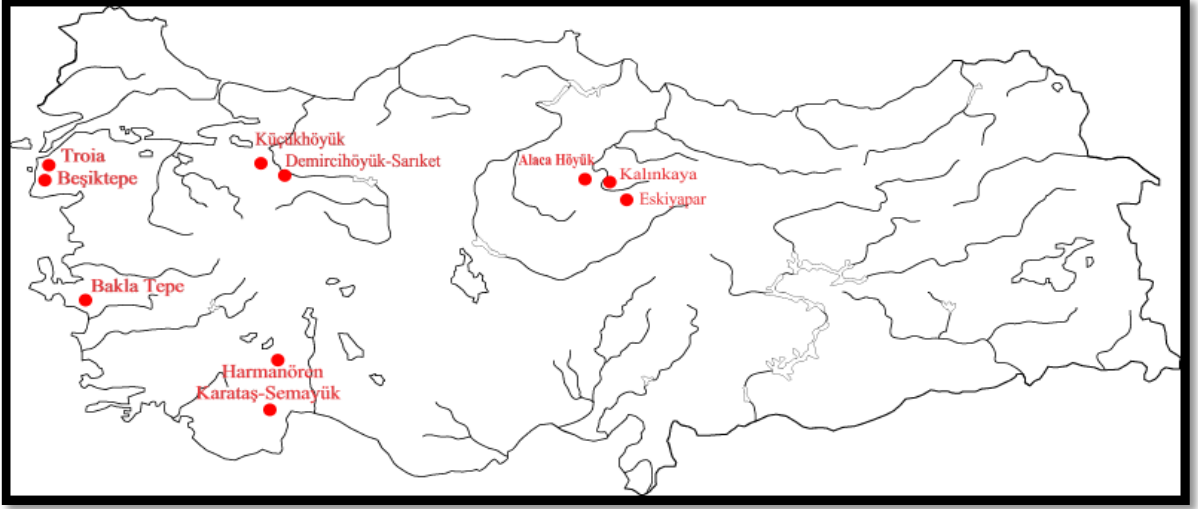 Küçükhöyük
Troia
Demircihöyük-Sarıket
Alaca Höyük
Beşiktepe
Kalınkaya
Eskiyapar
Bakla Tepe
Harmanören
Karataş-Semayük